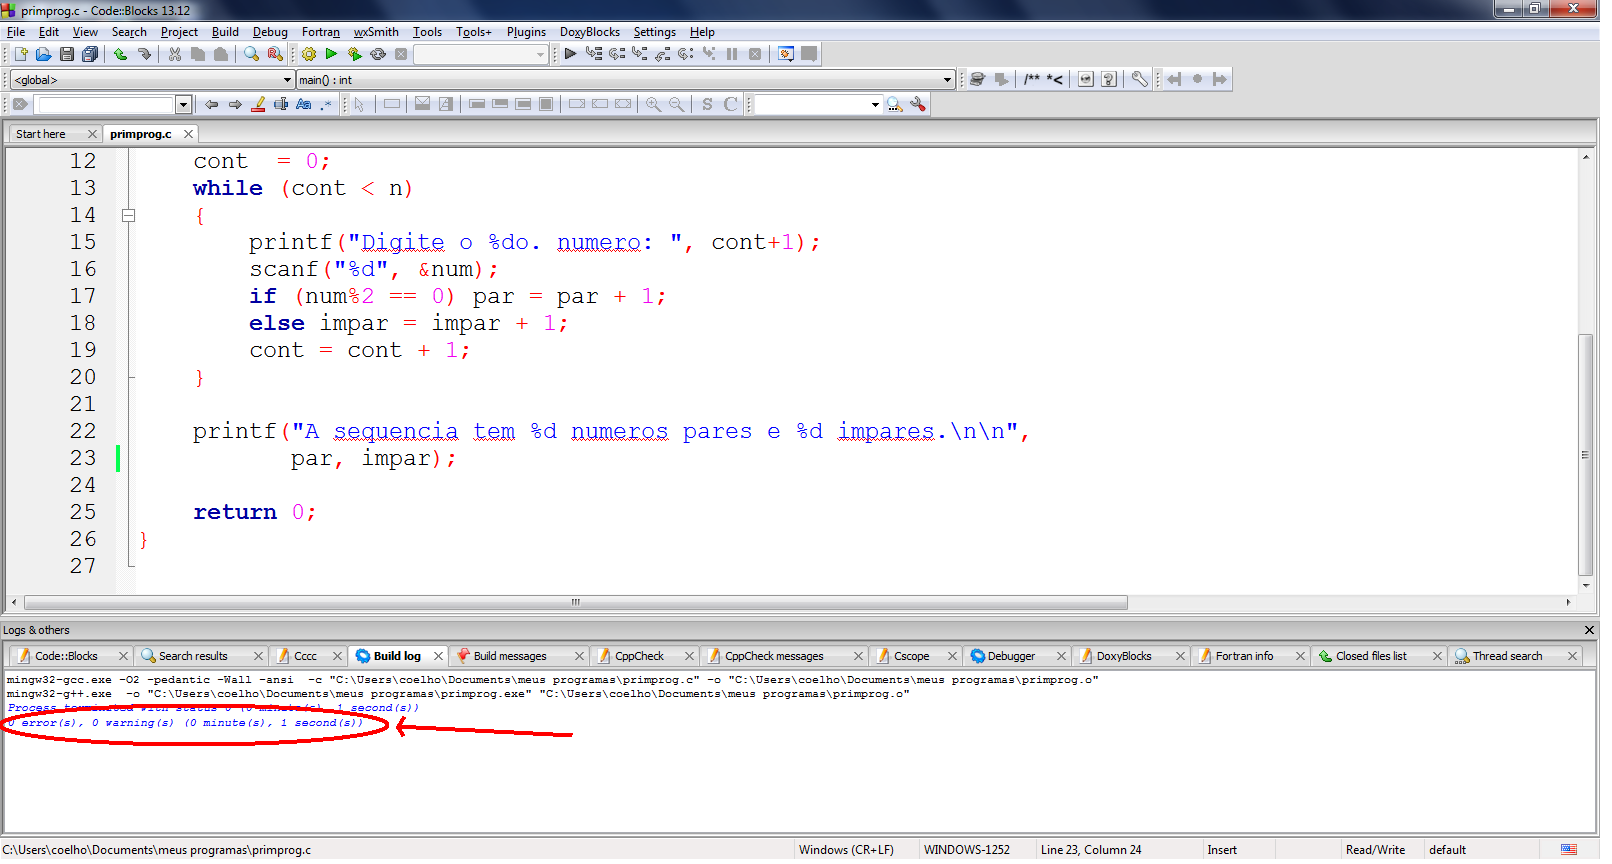 primprog.c - Code::Blocks 13.12
File Edit View Search Project Build Debug Fortran wxSmith Tools Tools+ Plugins DoxyBlocks Settings Help
<global> main() : int /** *<
Aa .* S C
Start here primprog.c
12 cont  = 0;
13 while (cont < n)
14 {
15 printf("Digite o %do. numero: ", cont+1);
16 scanf("%d", &num);
17 if (num%2 == 0) par = par + 1;
18 else impar = impar + 1;
19 cont = cont + 1;
20 }
21
22 printf("A sequencia tem %d numeros pares e %d impares.\n\n",
23 par, impar);
24
25 return 0;
26 }
27
Logs & others
Code::Blocks Search results Cccc Build log Build messages CppCheck CppCheck messages Cscope Debugger DoxyBlocks Fortran info Closed files list Thread search
mingw32-gcc.exe -O2 -pedantic -Wall -ansi  -c "C:\Users\coelho\Documents\meus programas\primprog.c" -o "C:\Users\coelho\Documents\meus programas\primprog.o"
mingw32-g++.exe  -o "C:\Users\coelho\Documents\meus programas\primprog.exe" "C:\Users\coelho\Documents\meus programas\primprog.o"
Process terminated with status 0 (0 minute(s), 1 second(s))
0 error(s), 0 warning(s) (0 minute(s), 1 second(s))
C:\Users\coelho\Documents\meus programas\primprog.c Windows (CR+LF) WINDOWS-1252 Line 23, Column 24 Insert Read/Write default